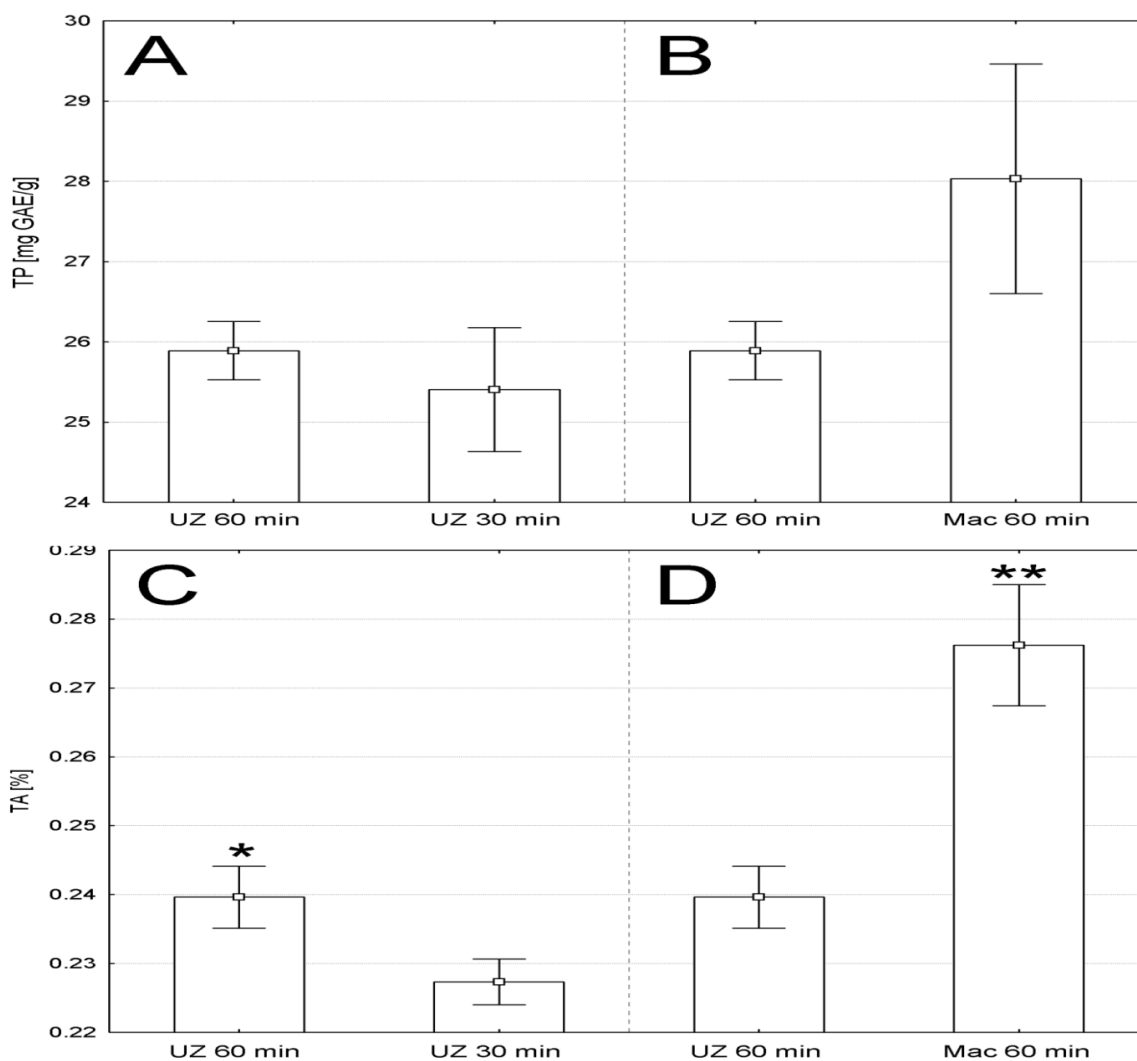 A
B
TP [mg GAE/g]
30
29
28
27
26
25
24
UZ 60 min
UZ 30 min
UZ 60 min
Mac 60 min
C
D
TA [%]
0.29
0.28
0.27
0.26
0.25
0.24
0.23
0.22
*
**
UZ 60 min
UZ 30 min
UZ 60 min
Mac 60 min